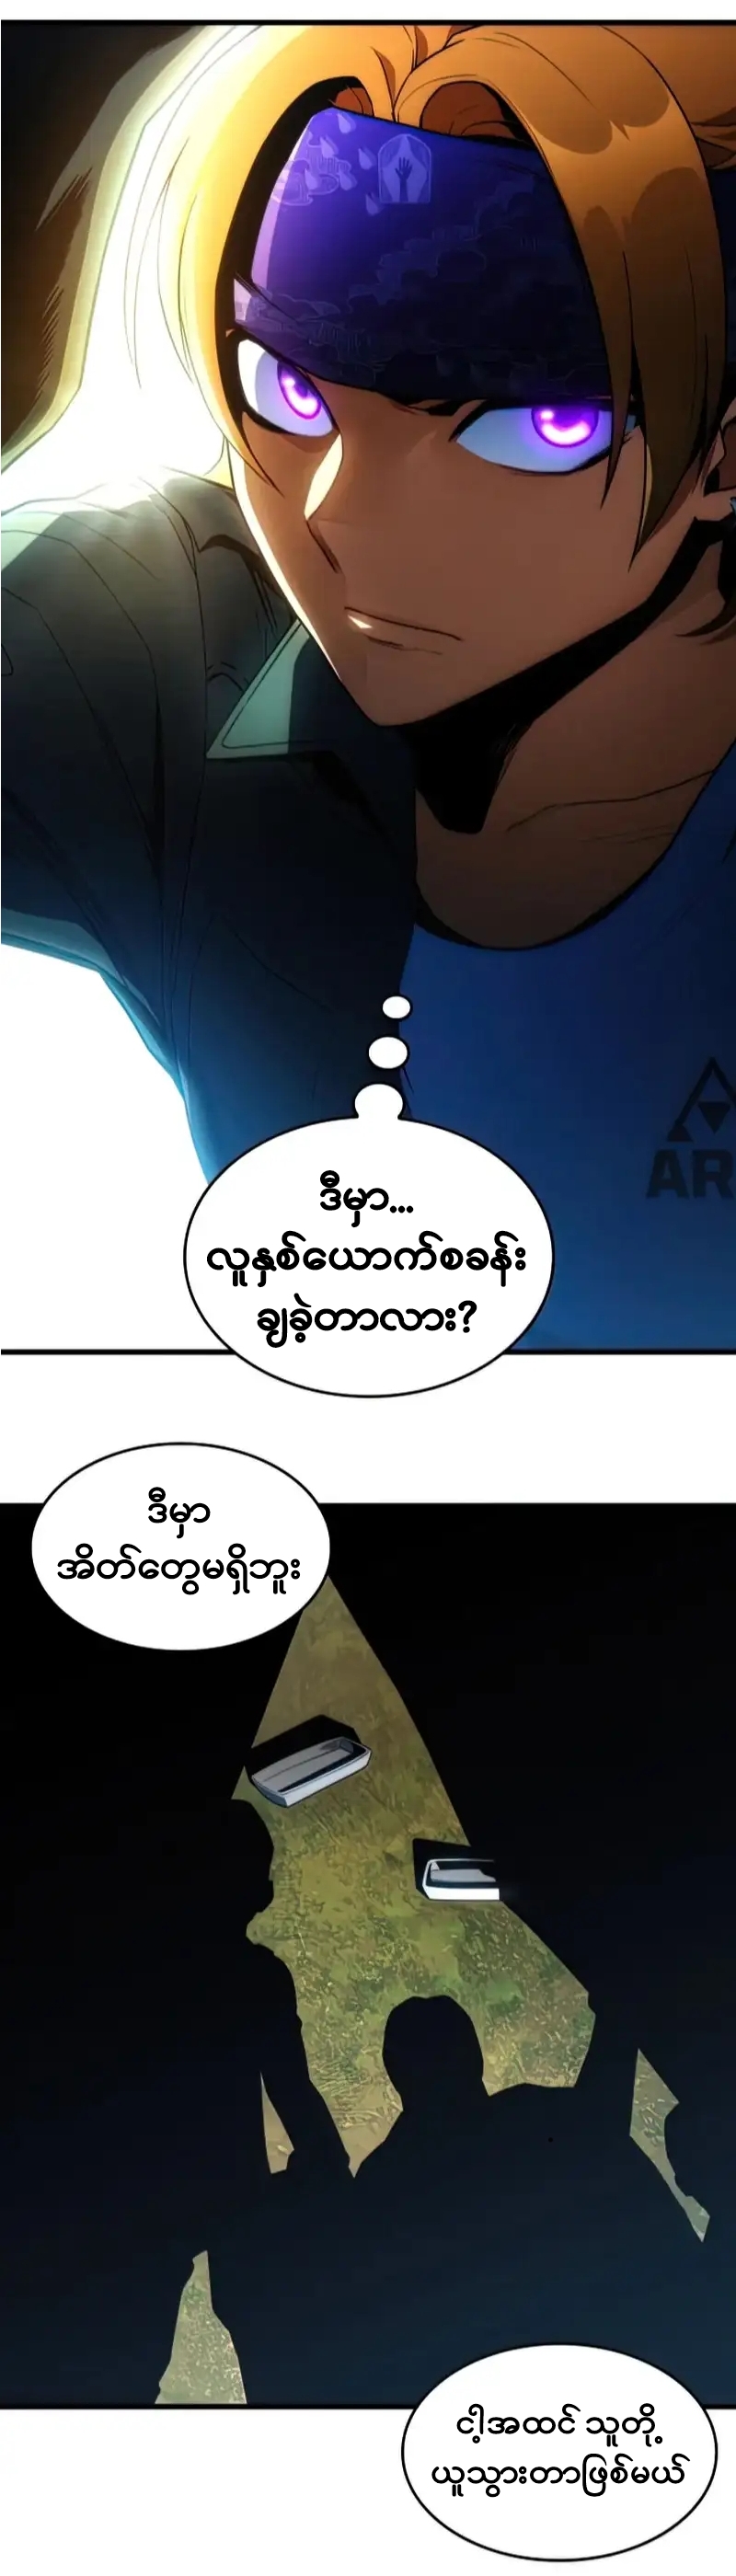 AR
ဒီမှာ...
လူနှစ်ယောက်စခန်း
ချခဲ့တာလား?
ဒီမှာ
အိတ်တွေမရှိဘူး
ငါ့အထင် သူတို့
ယူသွားတာဖြစ်မယ်